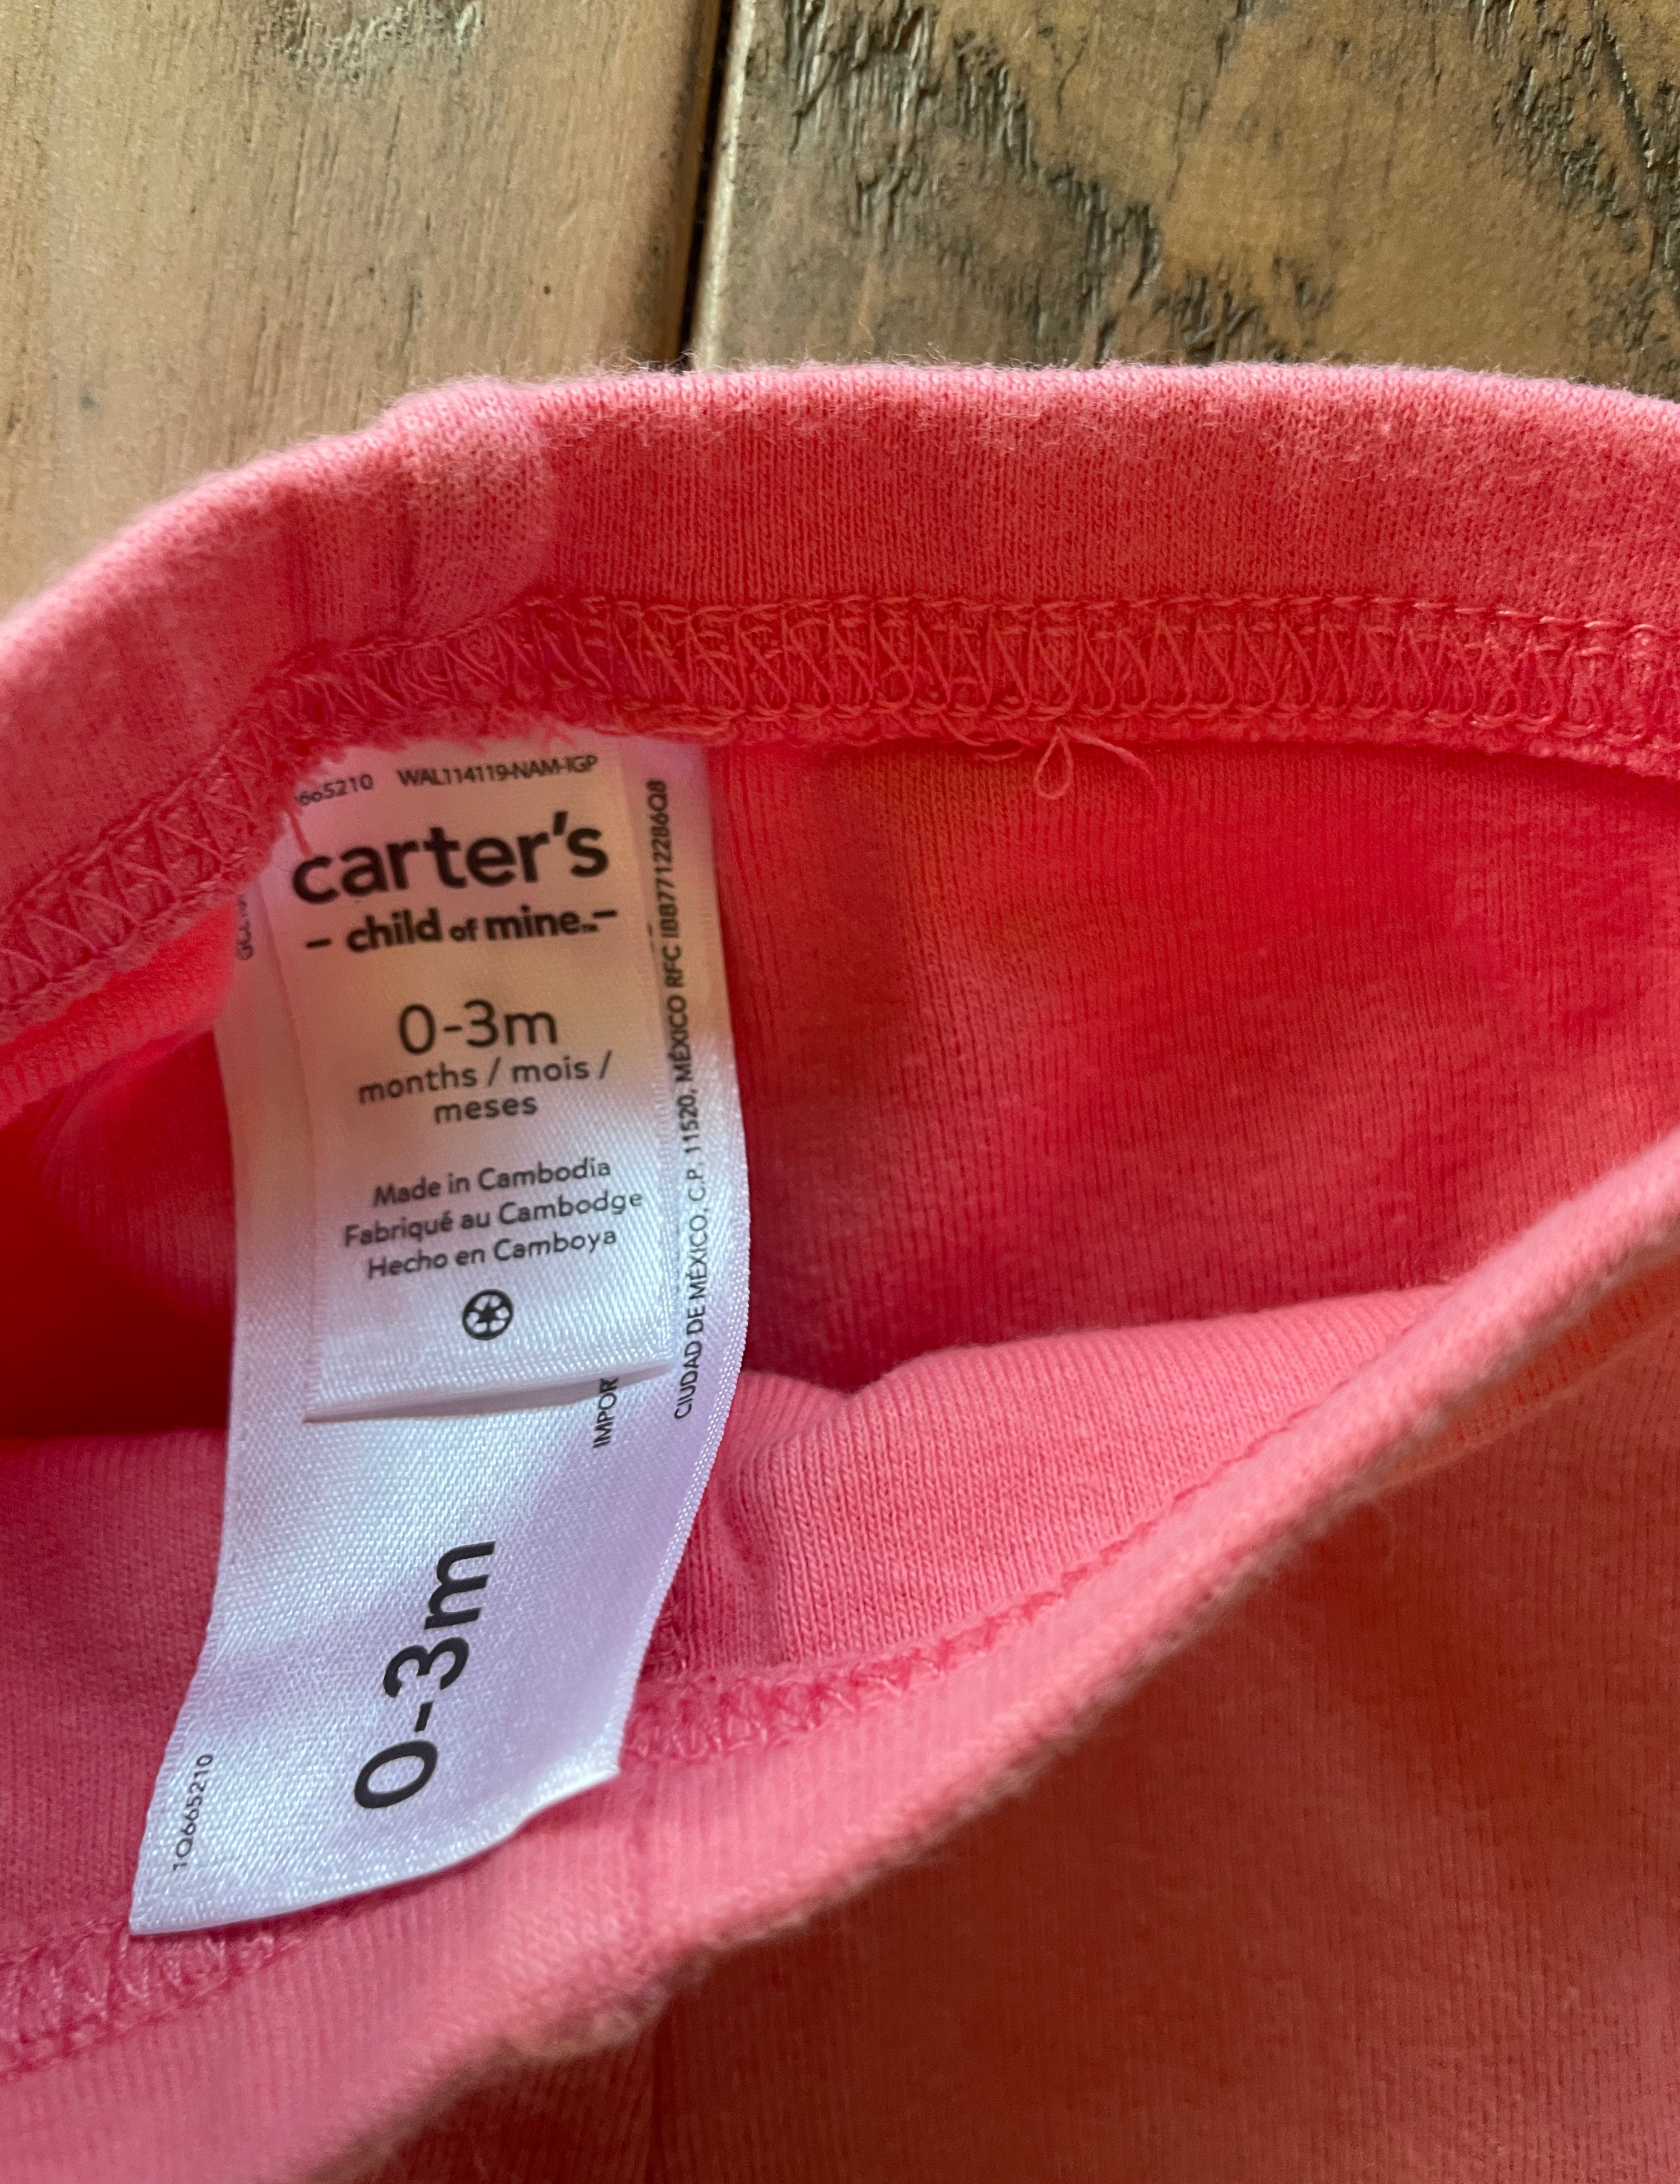 WAL114119-NAM-IGP
carter's
- child of mine™ -
0-3m
months / mois /
meses
Made in Cambodia
Fabriqué au Cambodge
Hecho en Camboya
CIUDAD DE MÉXICO, C.P. 11520, MÉXICO RFC
0-3m
1Q665210